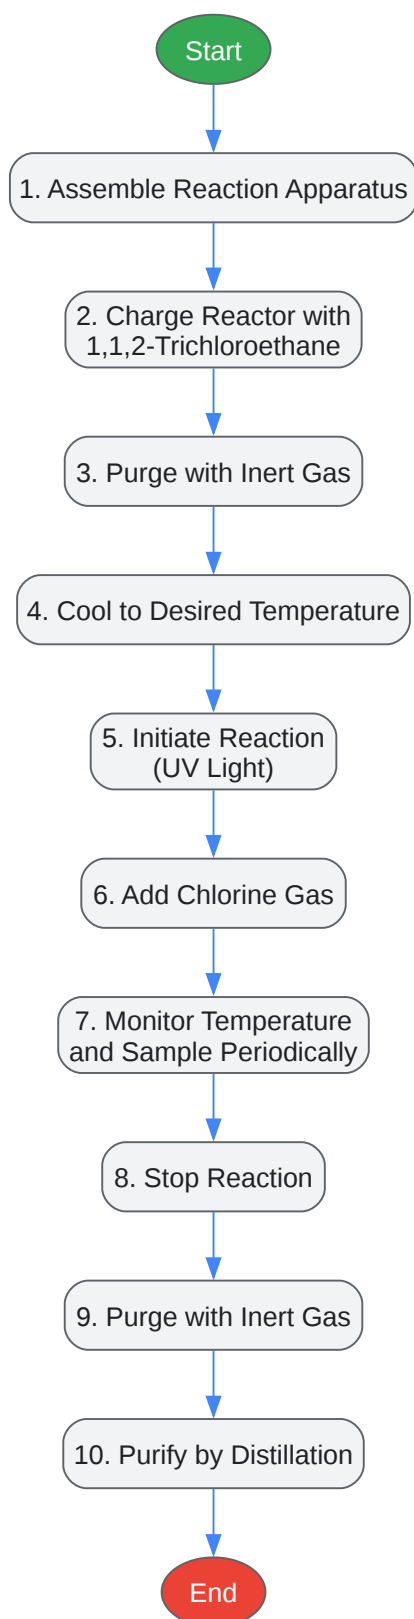 Start
1. Assemble Reaction Apparatus
2. Charge Reactor with
1,1,2-Trichloroethane
3. Purge with Inert Gas
4. Cool to Desired Temperature
5. Initiate Reaction
(UV Light)
6. Add Chlorine Gas
7. Monitor Temperature
and Sample Periodically
8. Stop Reaction
9. Purge with Inert Gas
10. Purify by Distillation
End